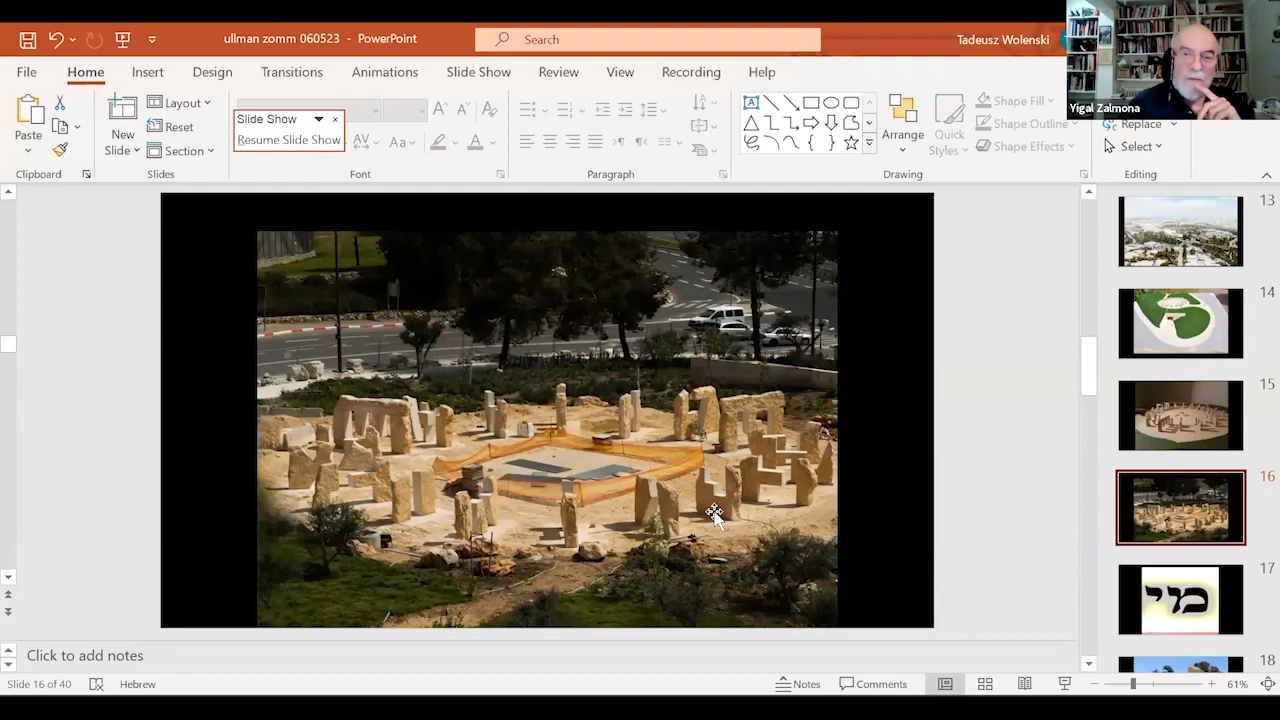 ullman zomm 060523 - PowerPoint
Search
Tadeusz Wolenski
Yigal Zalmona
File Home Insert Design Transitions Animations Slide Show Review View Recording Help
Paste
New Slide
Layout
Reset
Section
Slide Show
Resume Slide Show
Aa
Arrange
Quick Styles
Shape Fill
Shape Outline
Shape Effects
Replace
Select
Clipboard Slides Font Paragraph Drawing Editing
13
14
15
16
17
מוי
18
Click to add notes
Slide 16 of 40 Hebrew Notes Comments 61%